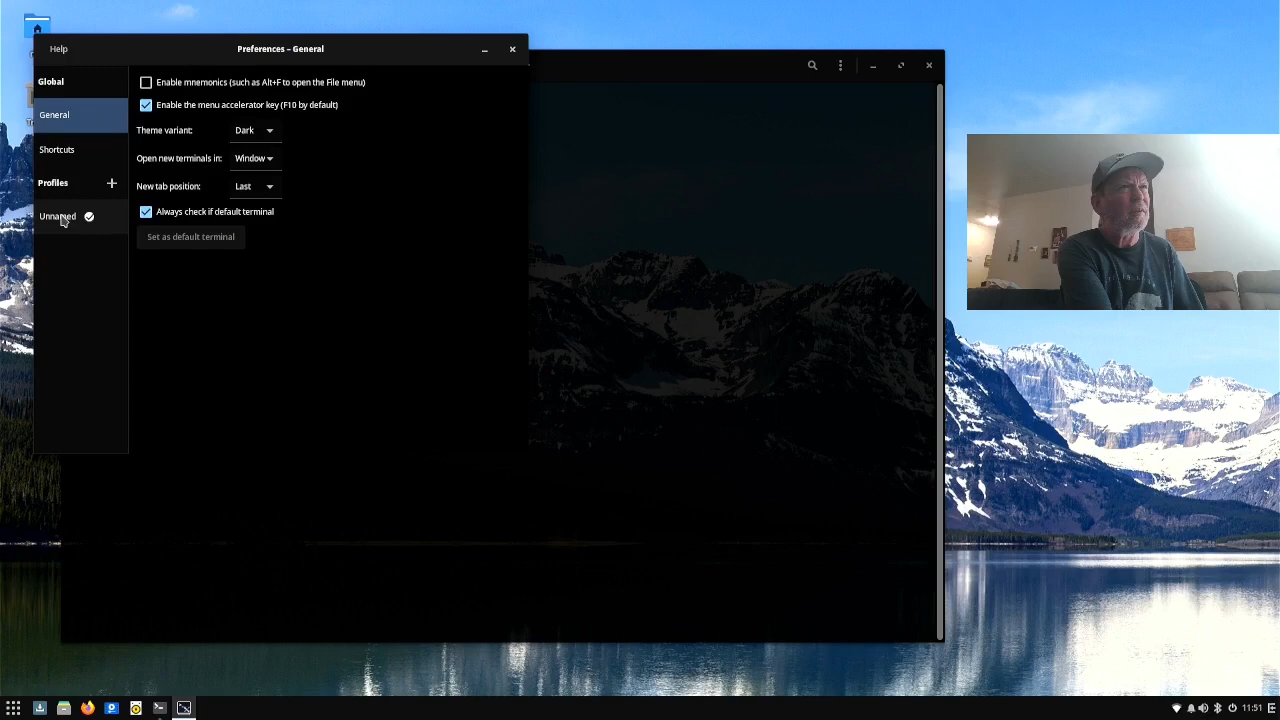 Help
Preferences – General
Global
General
Shortcuts
Profiles
Unnamed
Enable mnemonics (such as Alt+F to open the File menu)
Enable the menu accelerator key (F10 by default)
Theme variant: Dark
Open new terminals in: Window
New tab position: Last
Always check if default terminal
Set as default terminal
11:51